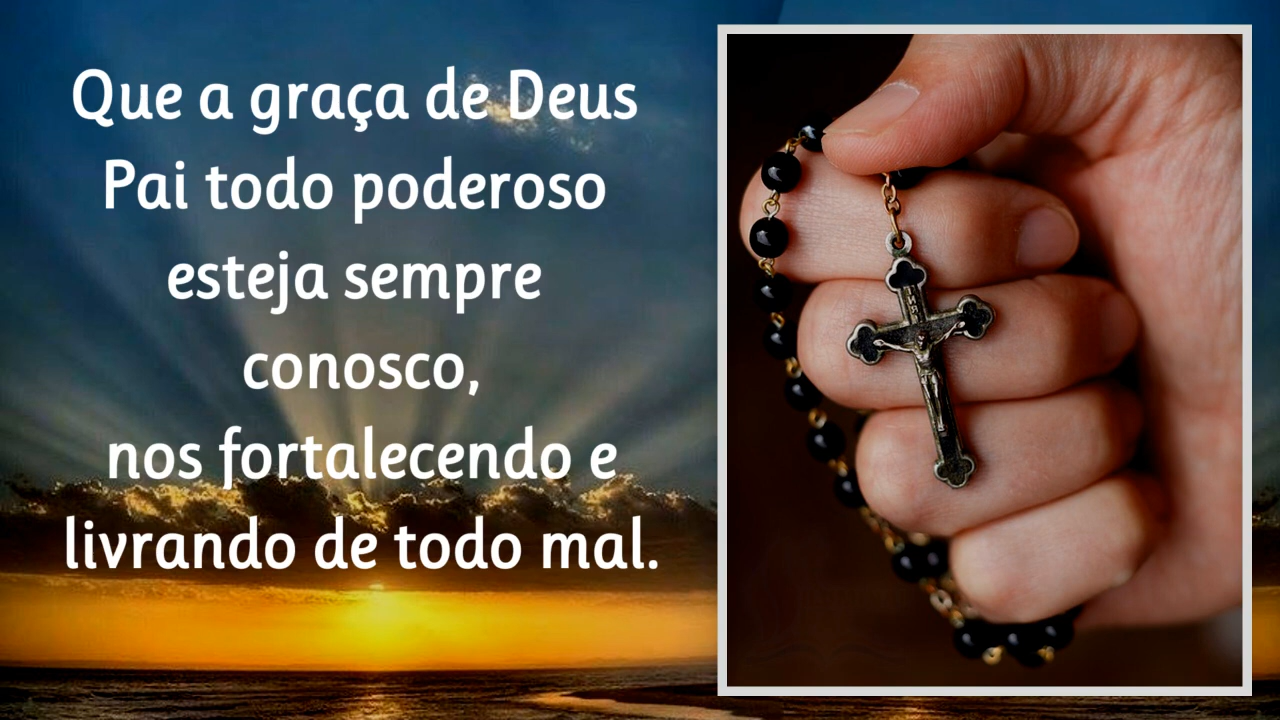 Que a graça de Deus
Pai todo poderoso
esteja sempre
conosco,
nos fortalecendo e
livrando de todo mal.